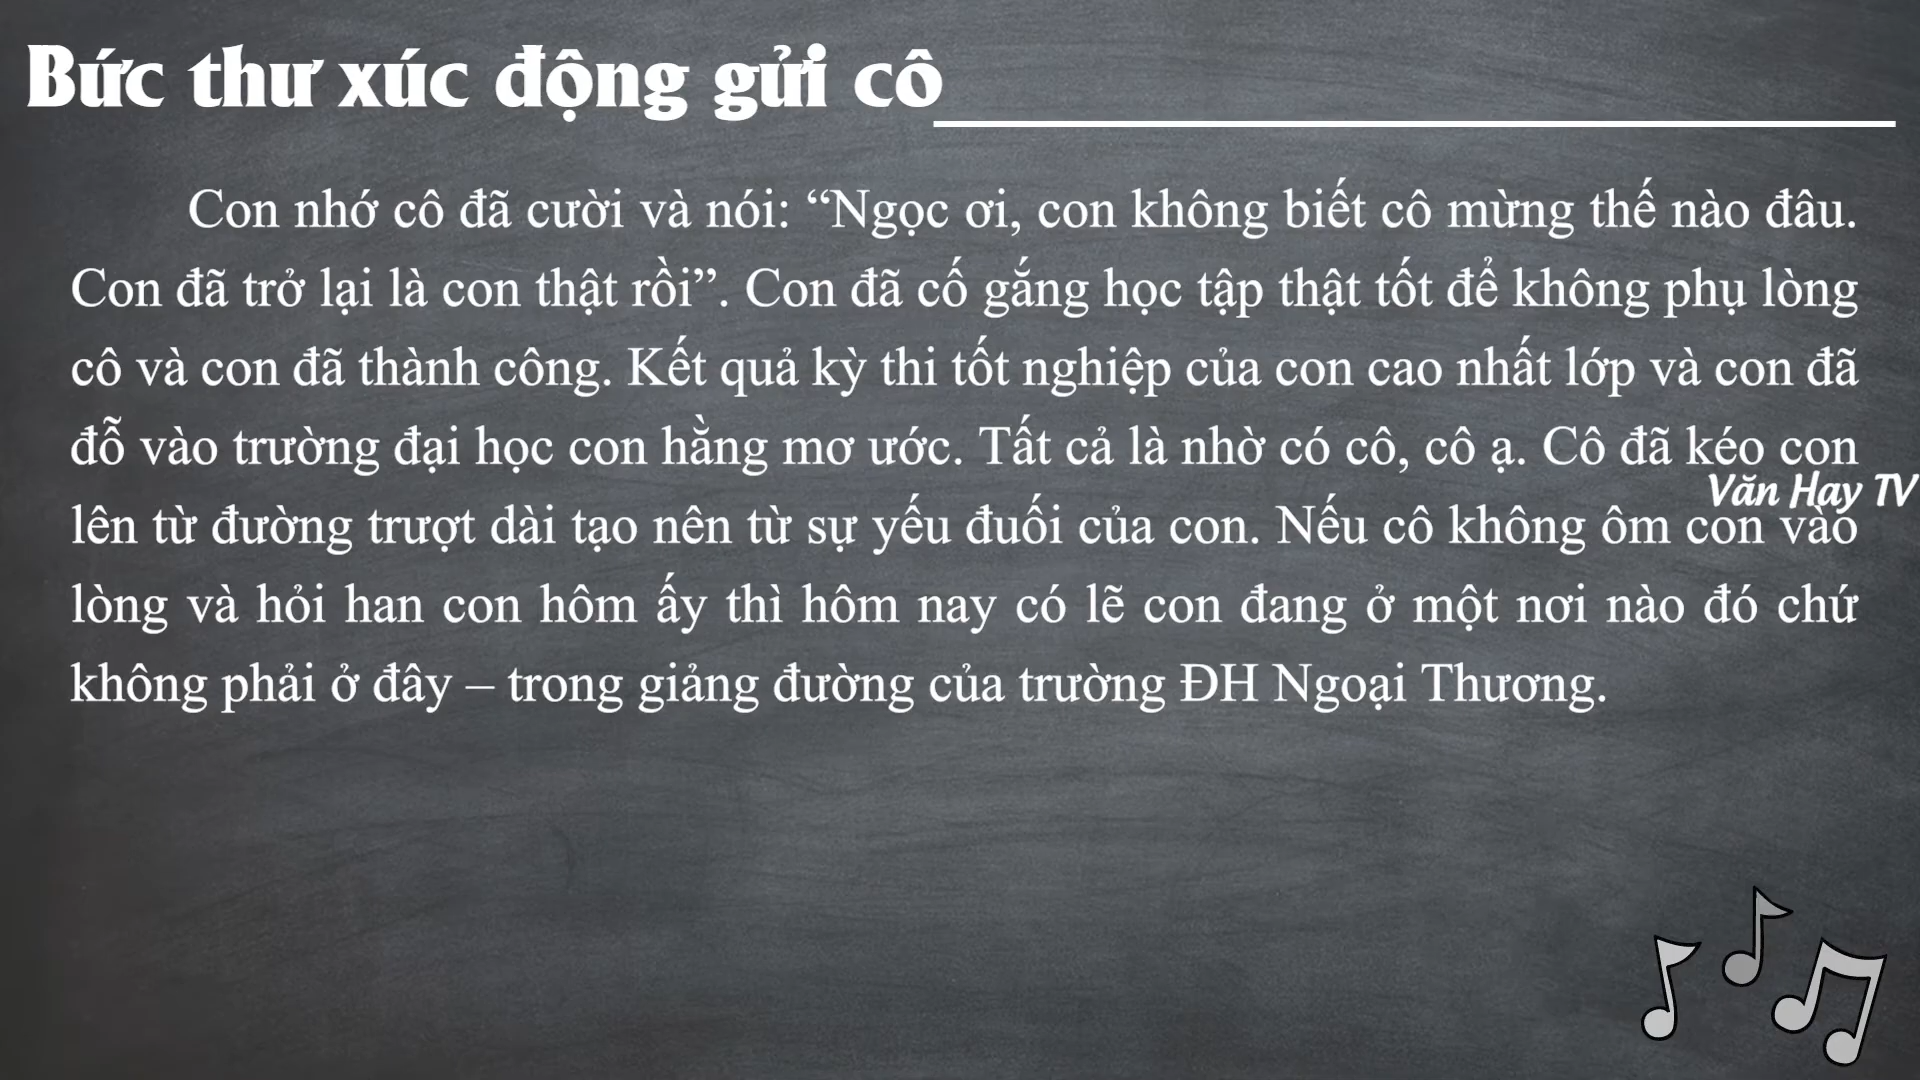 Bức thư xúc động gửi cô
Con nhớ cô đã cười và nói: “Ngọc ơi, con không biết cô mừng thế nào đâu.
Con đã trở lại là con thật rồi”. Con đã cố gắng học tập thật tốt để không phụ lòng
cô và con đã thành công. Kết quả kỳ thi tốt nghiệp của con cao nhất lớp và con đã
đỗ vào trường đại học con hằng mơ ước. Tất cả là nhờ có cô, cô ạ. Cô đã kéo con
Văn Hay TV
lên từ đường trượt dài tạo nên từ sự yếu đuối của con. Nếu cô không ôm con vào
lòng và hỏi han con hôm ấy thì hôm nay có lẽ con đang ở một nơi nào đó chứ
không phải ở đây – trong giảng đường của trường ĐH Ngoại Thương.